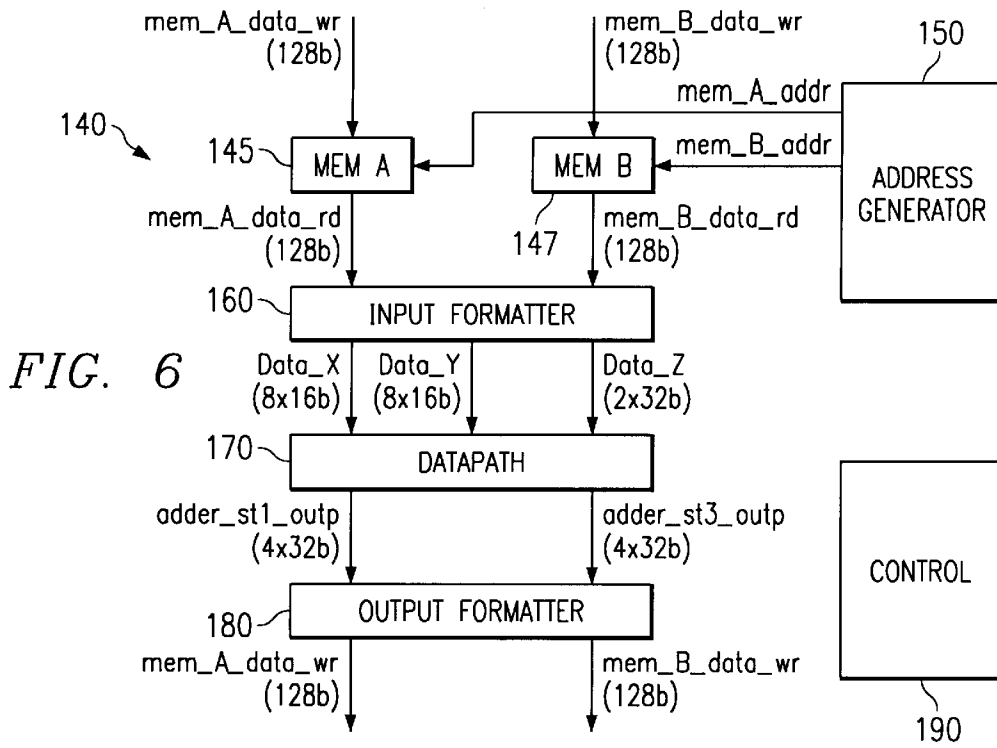 mem_A_data_wr
(128b)
mem_B_data_wr
(128b)
150
mem_A_addr
140
145
MEM A
MEM B
mem_B_addr
ADDRESS
GENERATOR
mem_A_data_rd
(128b)
147
mem_B_data_rd
(128b)
160
INPUT FORMATTER
FIG. 6
Data_X
(8x16b)
Data_Y
(8x16b)
Data_Z
(2x32b)
170
DATAPATH
adder_st1_outp
(4x32b)
adder_st3_outp
(4x32b)
CONTROL
180
OUTPUT FORMATTER
mem_A_data_wr
(128b)
mem_B_data_wr
(128b)
190